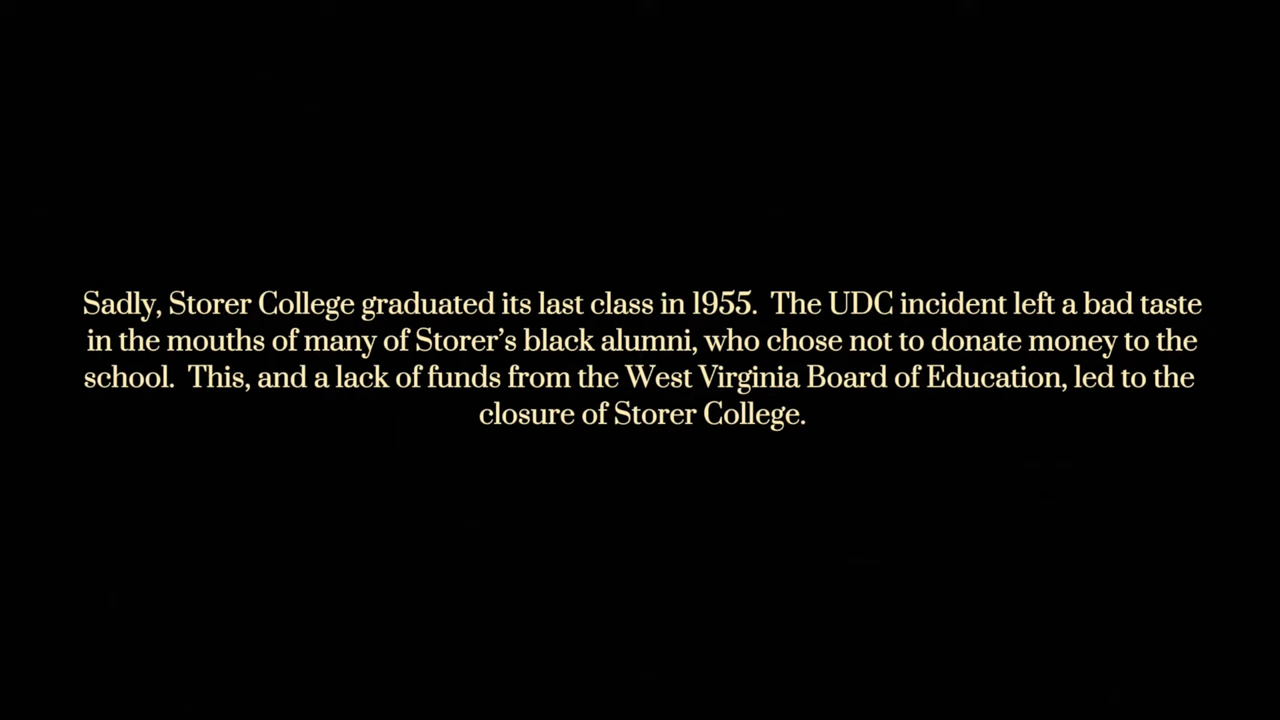 Sadly, Storer College graduated its last class in 1955.  The UDC incident left a bad taste
in the mouths of many of Storer’s black alumni, who chose not to donate money to the
school.  This, and a lack of funds from the West Virginia Board of Education, led to the
closure of Storer College.